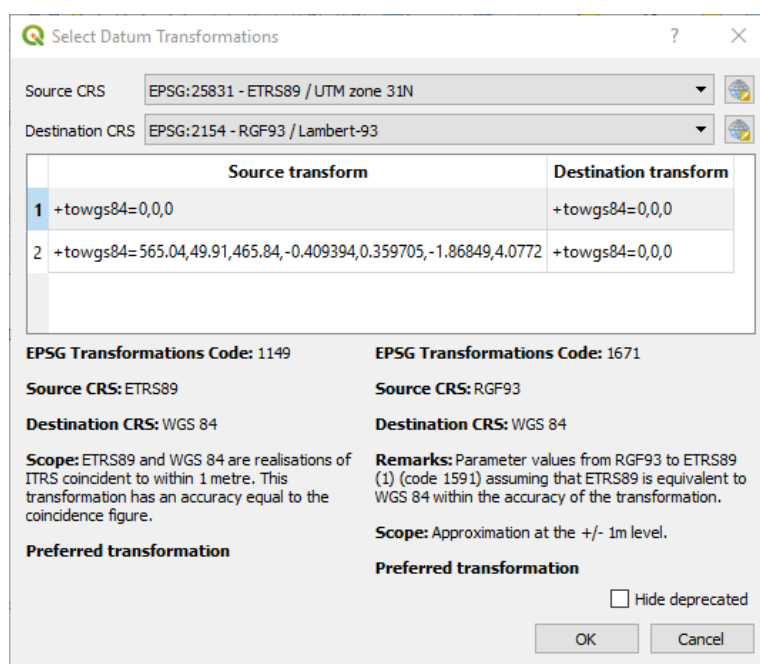 Select Datum Transformations
Source CRS EPSG:25831 - ETRS89 / UTM zone 31N
Destination CRS EPSG:2154 - RGF93 / Lambert-93
Source transform Destination transform
1 +towgs84=0,0,0 +towgs84=0,0,0
2 +towgs84=565.04,49.91,465.84,-0.409394,0.359705,-1.86849,4.0772 +towgs84=0,0,0
EPSG Transformations Code: 1149
Source CRS: ETRS89
Destination CRS: WGS 84
Scope: ETRS89 and WGS 84 are realisations of
ITRS coincident to within 1 metre. This
transformation has an accuracy equal to the
coincidence figure.
Preferred transformation
EPSG Transformations Code: 1671
Source CRS: RGF93
Destination CRS: WGS 84
Remarks: Parameter values from RGF93 to ETRS89
(1) (code 1591) assuming that ETRS89 is equivalent to
WGS 84 within the accuracy of the transformation.
Scope: Approximation at the +/- 1m level.
Preferred transformation
Hide deprecated
OK Cancel